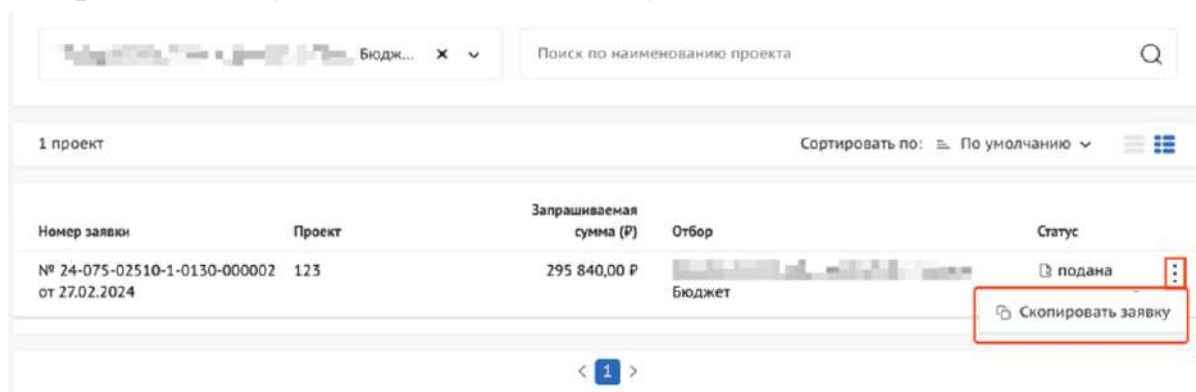 Бюдж...
Поиск по наименованию проекта
1 проект
Сортировать по: По умолчанию
Номер заявки
Проект
Запрашиваемая
сумма (₽)
Отбор
Статус
№ 24-075-02510-1-0130-000002
от 27.02.2024
123
295 840,00 ₽
Бюджет
подана
Скопировать заявку
< 1 >